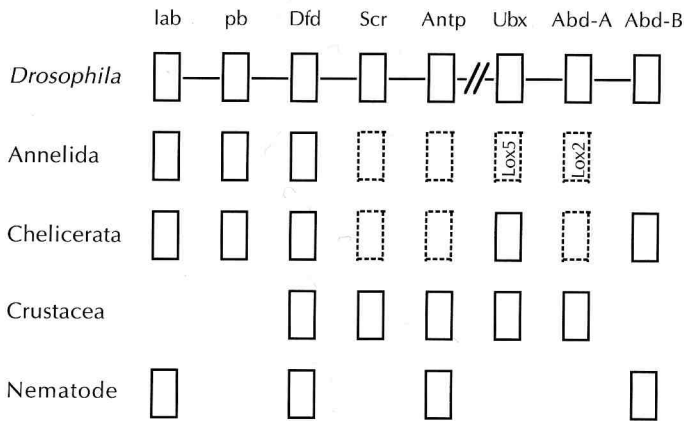 lab pb Dfd Scr Antp Ubx Abd-A Abd-B
Drosophila
Annelida Lox5 Lox2
Chelicerata
Crustacea
Nematode